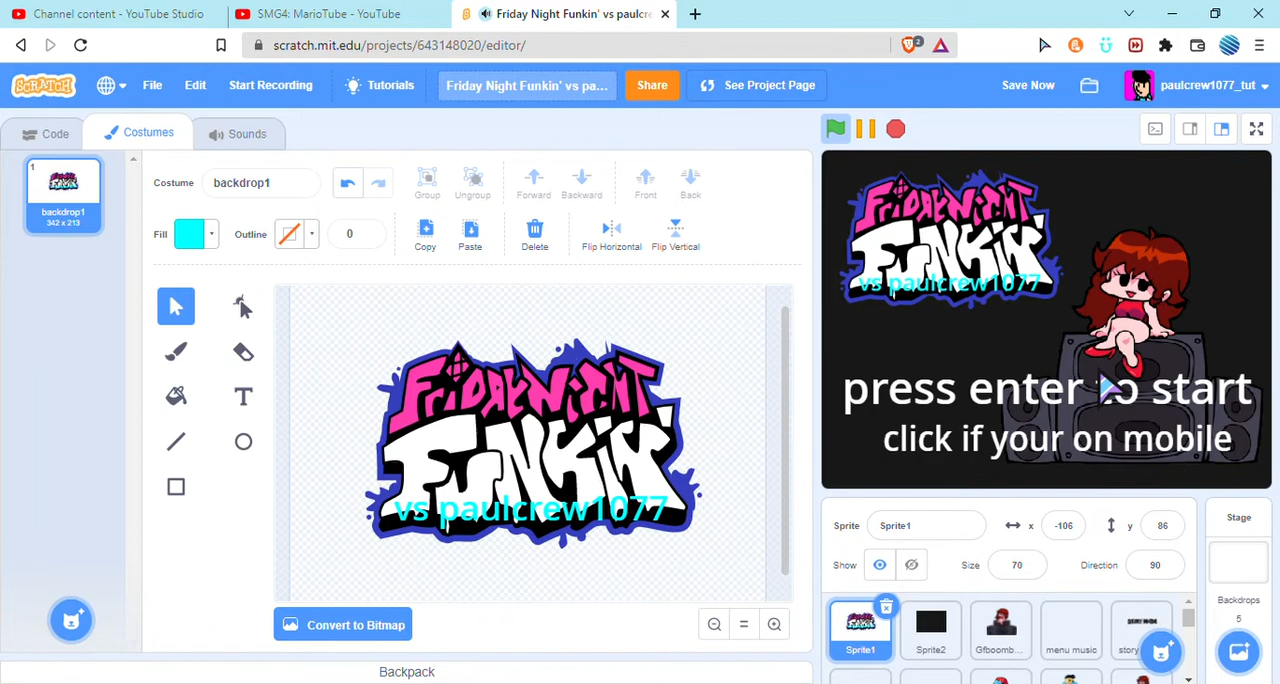 Channel content - YouTube Studio
SMG4: MarioTube - YouTube
Friday Night Funkin' vs paulcre
scratch.mit.edu/projects/643148020/editor/
2
SCRATCH
File
Edit
Start Recording
Tutorials
Friday Night Funkin' vs pa...
Share
See Project Page
Save Now
paulcrew1077_tut
Code
Costumes
Sounds
1
backdrop1
342 x 213
Costume
backdrop1
Group
Ungroup
Forward
Backward
Front
Back
Fill
Outline
0
Copy
Paste
Delete
Flip Horizontal
Flip Vertical
T
Friday Night
Funkin'
vs paulcrew1077
Convert to Bitmap
Backpack
Friday Night
Funkin'
vs paulcrew1077
press enter to start
click if your on mobile
Sprite
Sprite1
x
-106
y
86
Show
Size
70
Direction
90
Sprite1
Sprite2
Gfboomb...
menu music
story
Stage
Backdrops
5